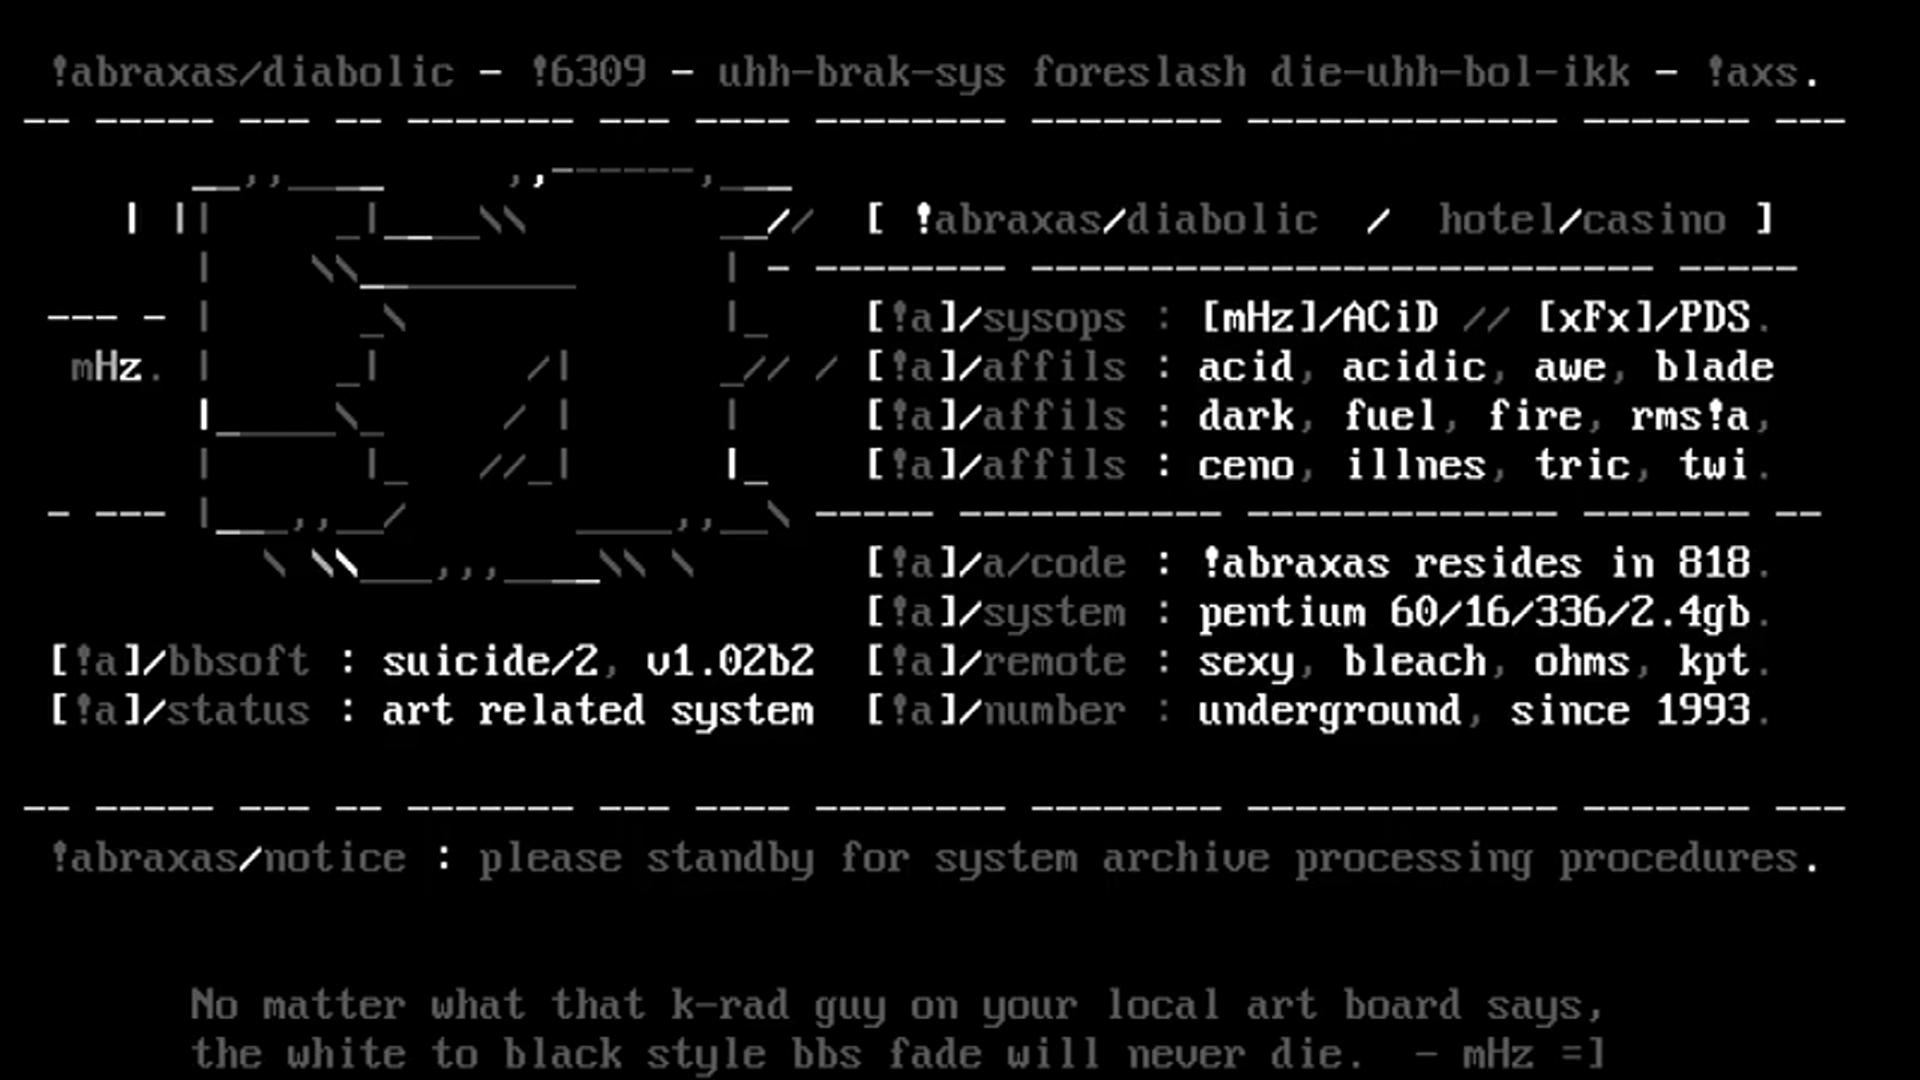 !abraxas/diabolic - !6309 - uhh-brak-sys foreslash die-uhh-bol-ikk - !axs.
[ !abraxas/diabolic / hotel/casino ]
[!a]/sysops : [mHz]/ACiD // [xFx]/PDS.
mHz.
[!a]/affils : acid, acidic, awe, blade
[!a]/affils : dark, fuel, fire, rms!a,
[!a]/affils : ceno, illnes, tric, twi.
[!a]/a/code : !abraxas resides in 818.
[!a]/system : pentium 60/16/336/2.4gb.
[!a]/bbsoft : suicide/2, v1.02b2
[!a]/remote : sexy, bleach, ohms, kpt.
[!a]/status : art related system
[!a]/number : underground, since 1993.
!abraxas/notice : please standby for system archive processing procedures.
No matter what that k-rad guy on your local art board says,
the white to black style bbs fade will never die. - mHz =]